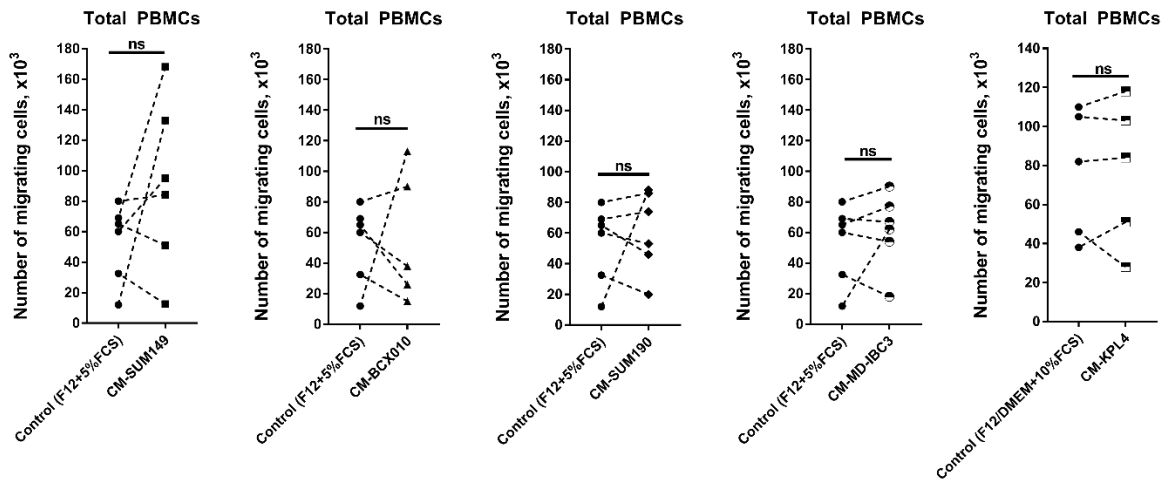 Total PBMCs
Number of migrating cells, x10³
180
160
140
120
100
80
60
40
20
0
ns
Control (F12+5%FCS)
CM-SUM149
Total PBMCs
Number of migrating cells, x10³
180
160
140
120
100
80
60
40
20
0
ns
Control (F12+5%FCS)
CM-BCX010
Total PBMCs
Number of migrating cells, x10³
180
160
140
120
100
80
60
40
20
0
ns
Control (F12+5%FCS)
CM-SUM190
Total PBMCs
Number of migrating cells, x10³
180
160
140
120
100
80
60
40
20
0
ns
Control (F12+5%FCS)
CM-MD-IBC3
Total PBMCs
Number of migrating cells, x10³
140
120
100
80
60
40
20
0
ns
Control (F12/DMEM+10%FCS)
CM-KPL4